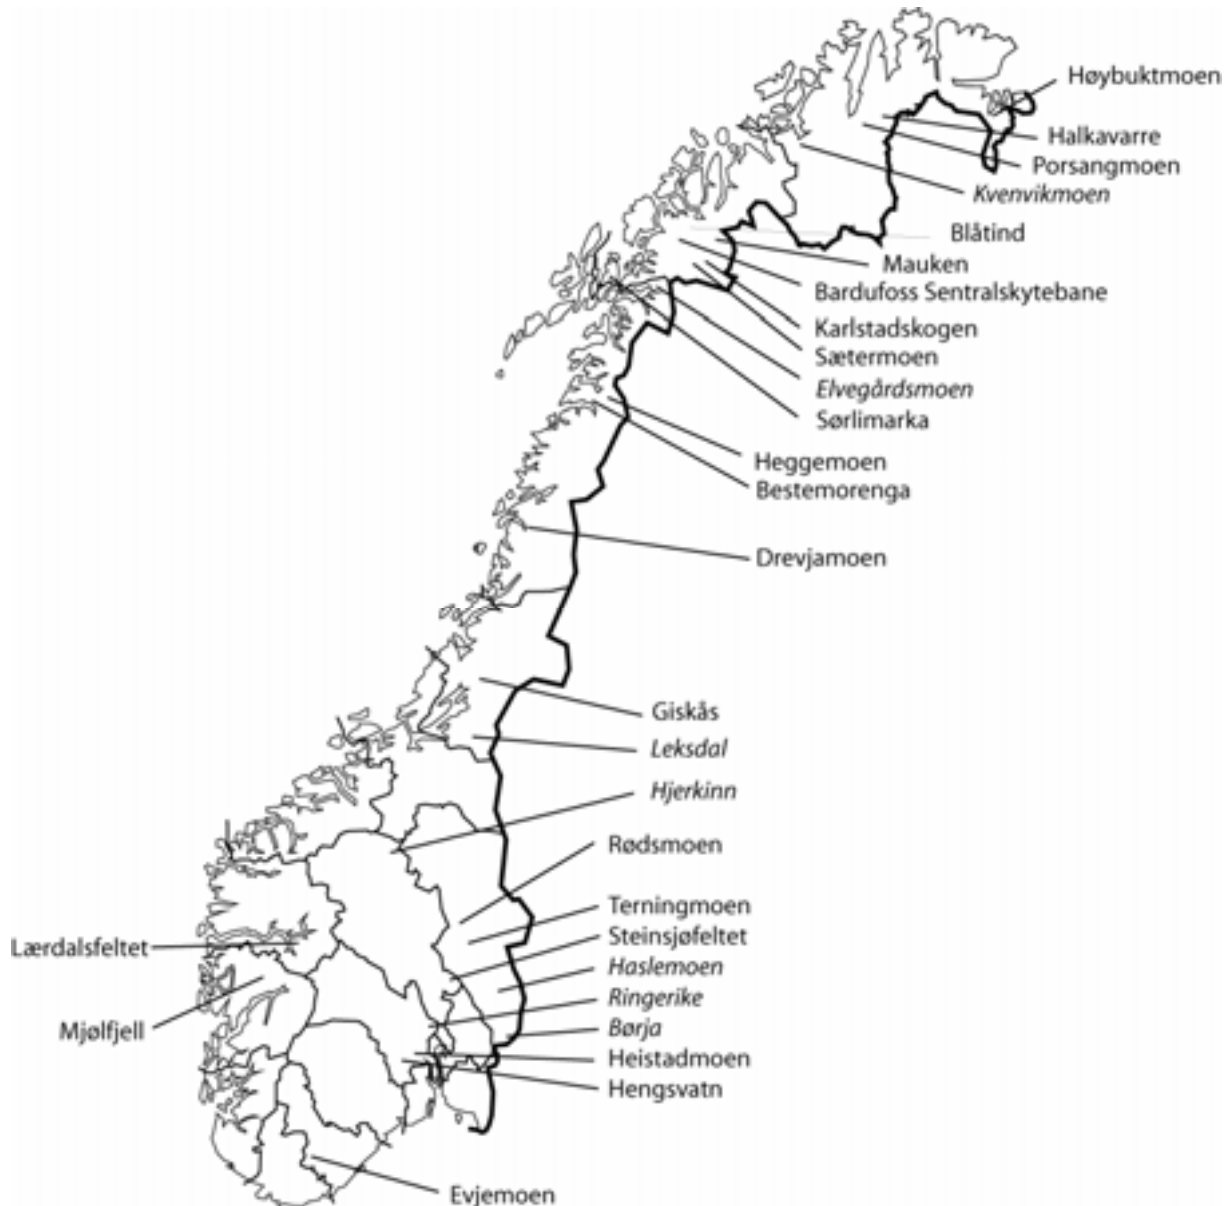 Høybuktmoen
Halkavarre
Porsangmoen
Kvenvikmoen
Blåtind
Mauken
Bardufoss Sentralskytebane
Karlstadskogen
Sætermoen
Elvegårdsmoen
Sørlimarka
Heggemoen
Bestemorenga
Drevjamoen
Giskås
Leksdal
Hjerkinn
Rødsmoen
Terningmoen
Steinsjøfeltet
Lærdalsfeltet
Haslemoen
Ringerike
Mjølfjell
Børja
Heistadmoen
Hengsvatn
Evjemoen